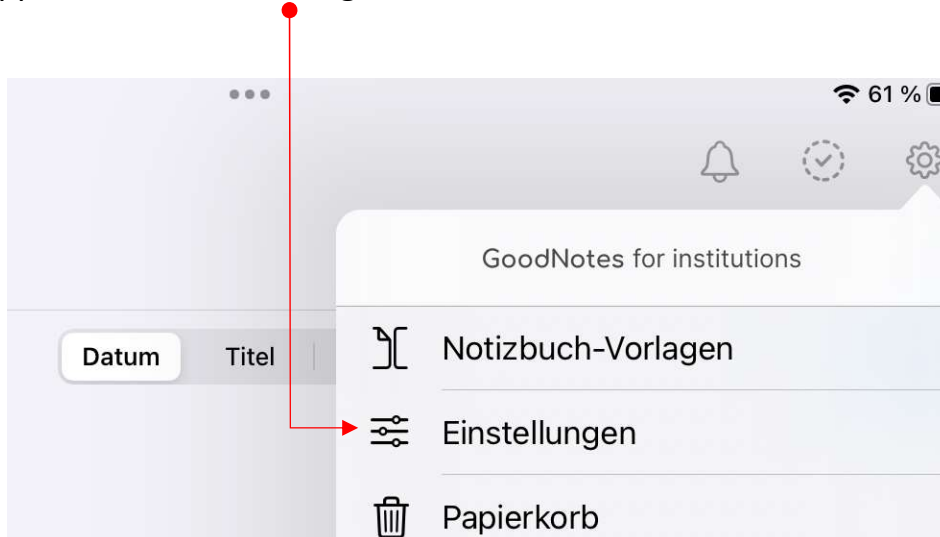 61 %
GoodNotes for institutions
Notizbuch-Vorlagen
Datum Titel
Einstellungen
Papierkorb